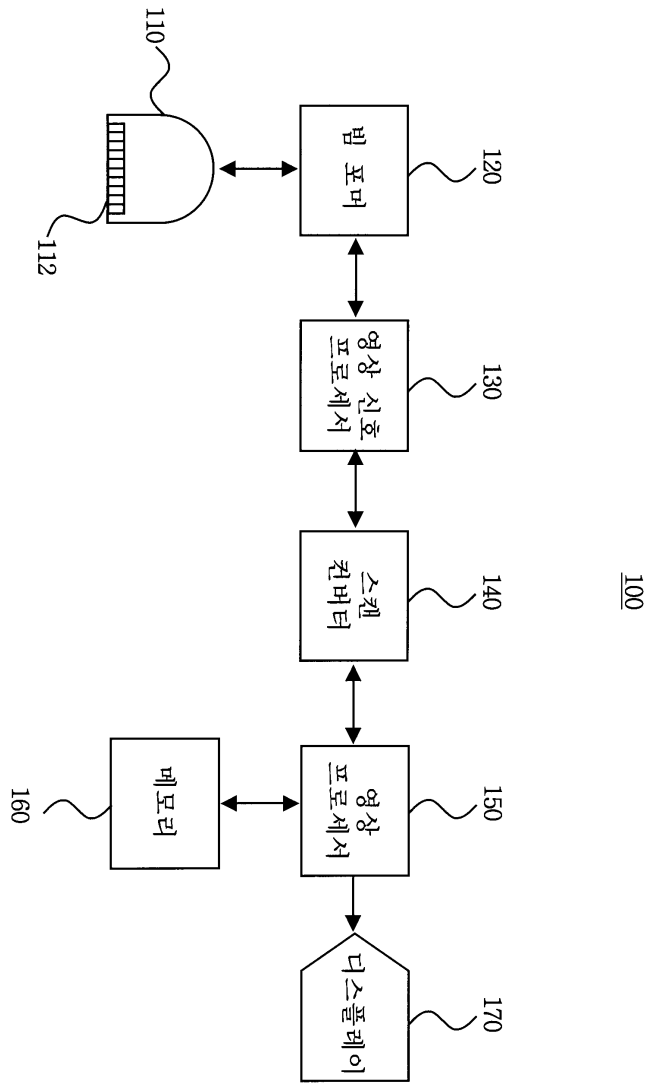 100
110
112
빔 포머
120
영상 신호
프로세서
130
스캔
컨버터
140
영상
프로세서
150
메모리
160
디스플레이
170